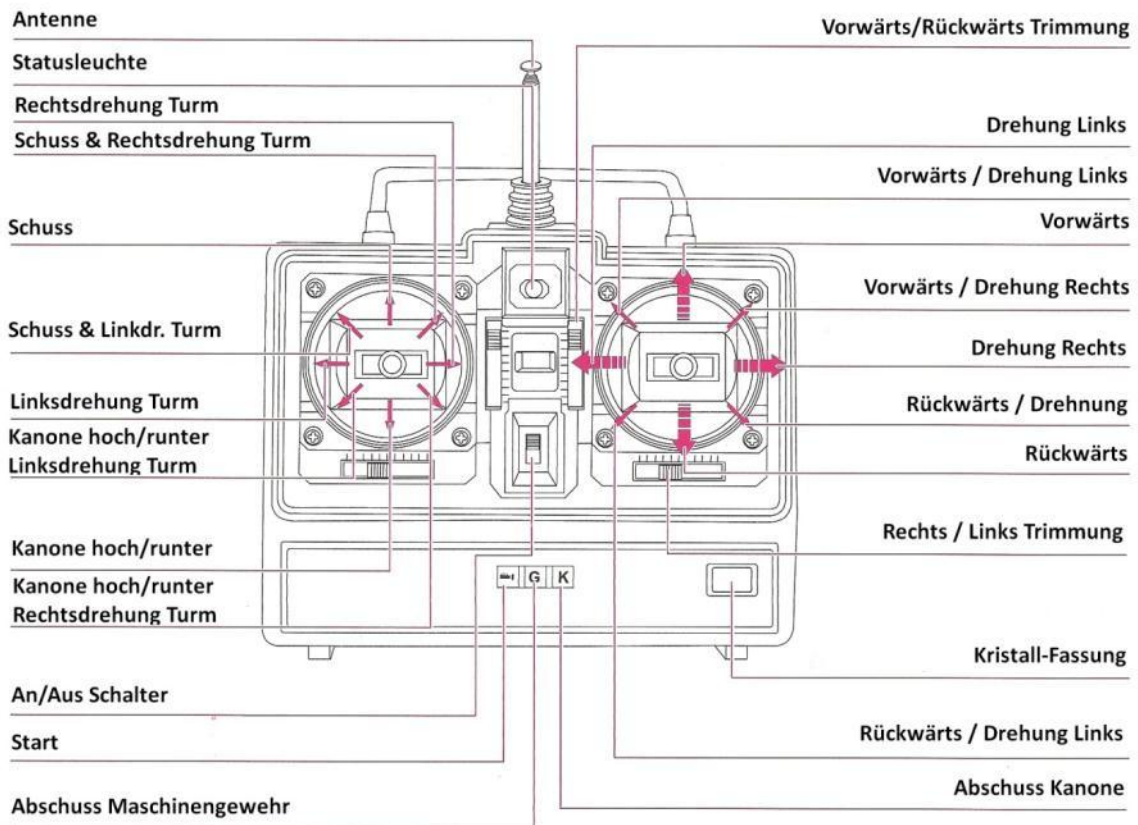 Antenne
Statusleuchte
Rechtsdrehung Turm
Schuss & Rechtsdrehung Turm
Schuss
Schuss & Linkdr. Turm
Linksdrehung Turm
Kanone hoch/runter
Linksdrehung Turm
Kanone hoch/runter
Kanone hoch/runter
Rechtsdrehung Turm
An/Aus Schalter
Start
Abschuss Maschinengewehr
G K
Vorwärts/Rückwärts Trimmung
Drehung Links
Vorwärts / Drehung Links
Vorwärts
Vorwärts / Drehung Rechts
Drehung Rechts
Rückwärts / Drehnung
Rückwärts
Rechts / Links Trimmung
Kristall-Fassung
Rückwärts / Drehung Links
Abschuss Kanone